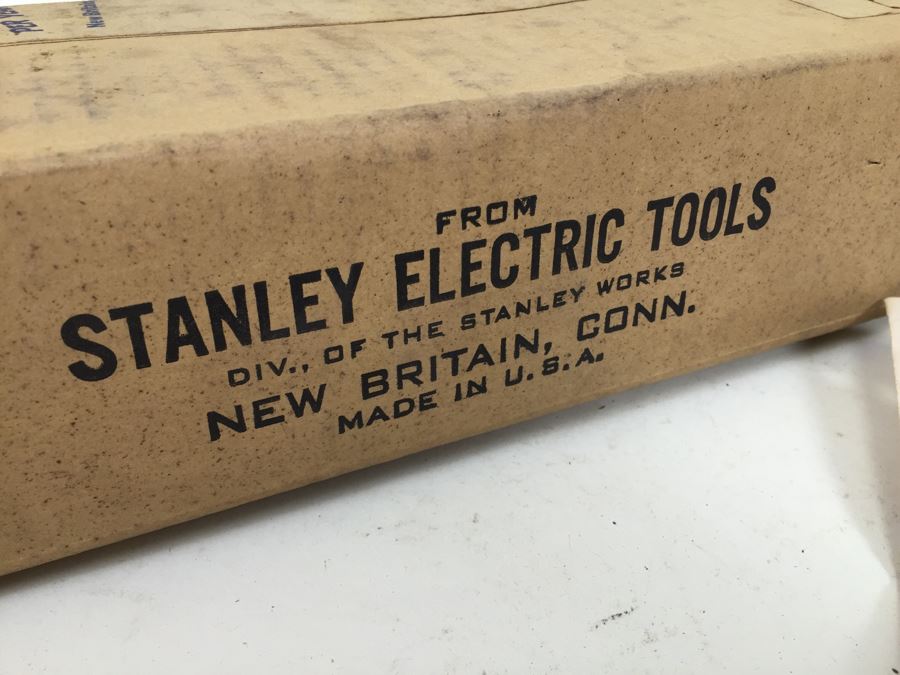 FROM
STANLEY ELECTRIC TOOLS
DIV., OF THE STANLEY WORKS
NEW BRITAIN, CONN.
MADE IN U.S.A.